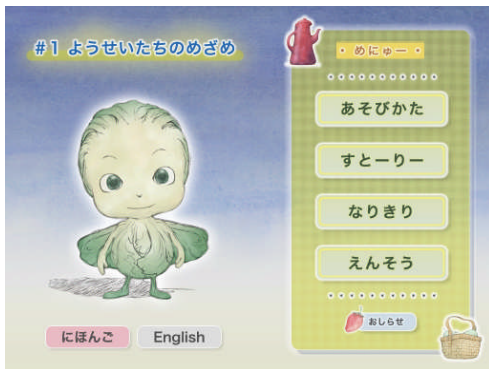 #1 ようせいたちのめざめ
・ めにゅー ・
あそびかた
すとーりー
なりきり
えんそう
おしらせ
にほんご
English